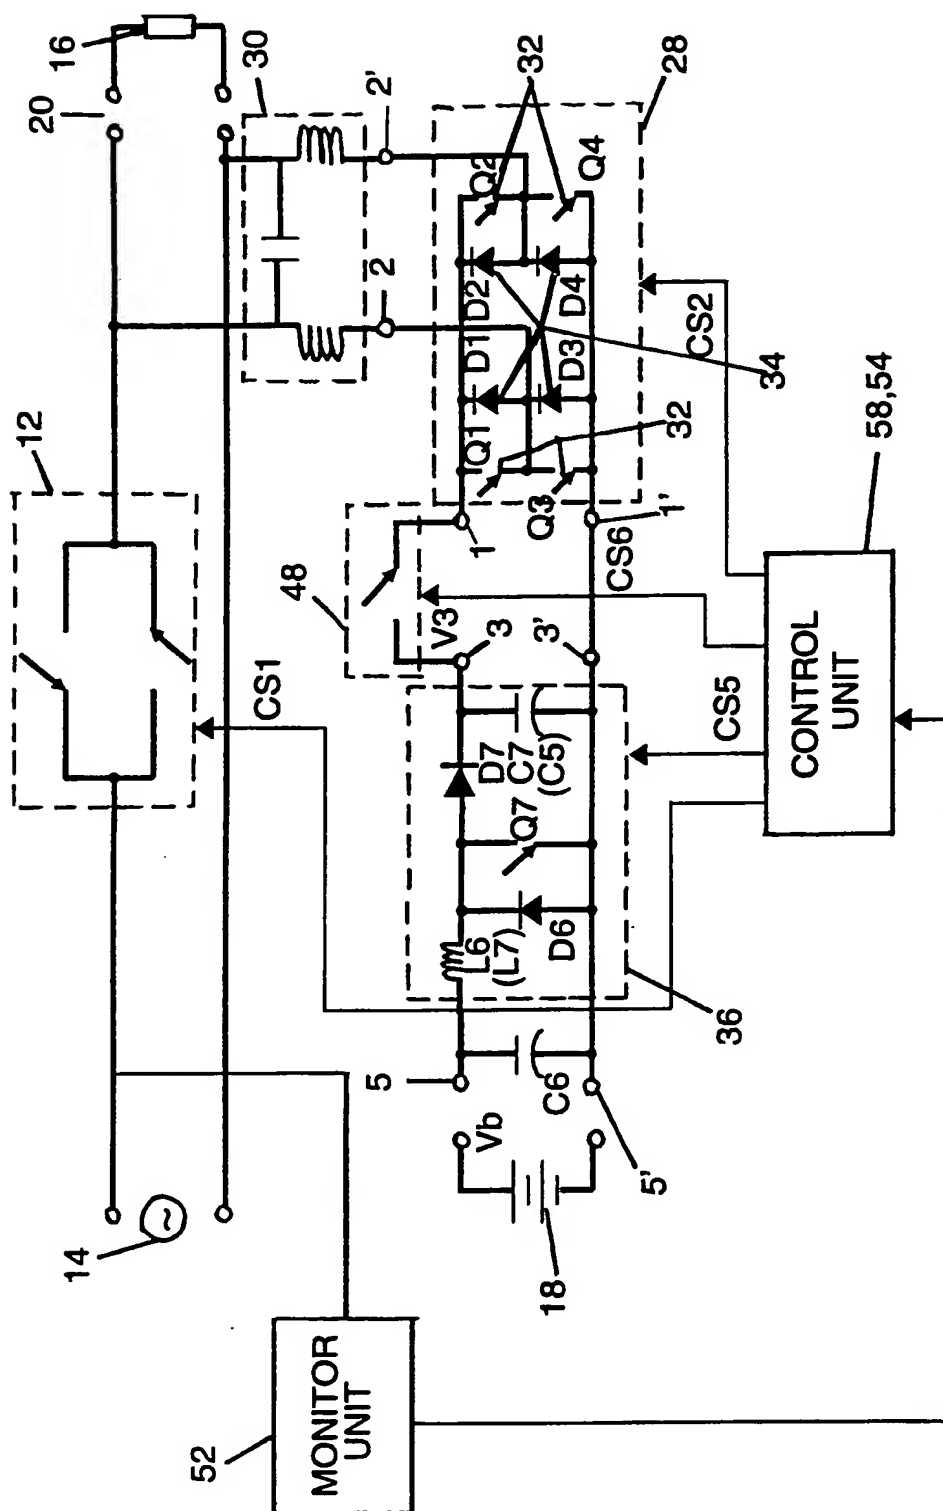 16
20
30
2'
32
28
Q2
Q4
12
2
D2
D4
D1
D3
CS2
34
Q1
32
58,54
Q3
1
1'
48
V3
CS6
3
3'
CS1
D7
C7
(C5)
CS5
CONTROL
UNIT
Q7
L6
(L7)
D6
36
5
C6
5'
Vb
14
~
18
MONITOR
UNIT
52